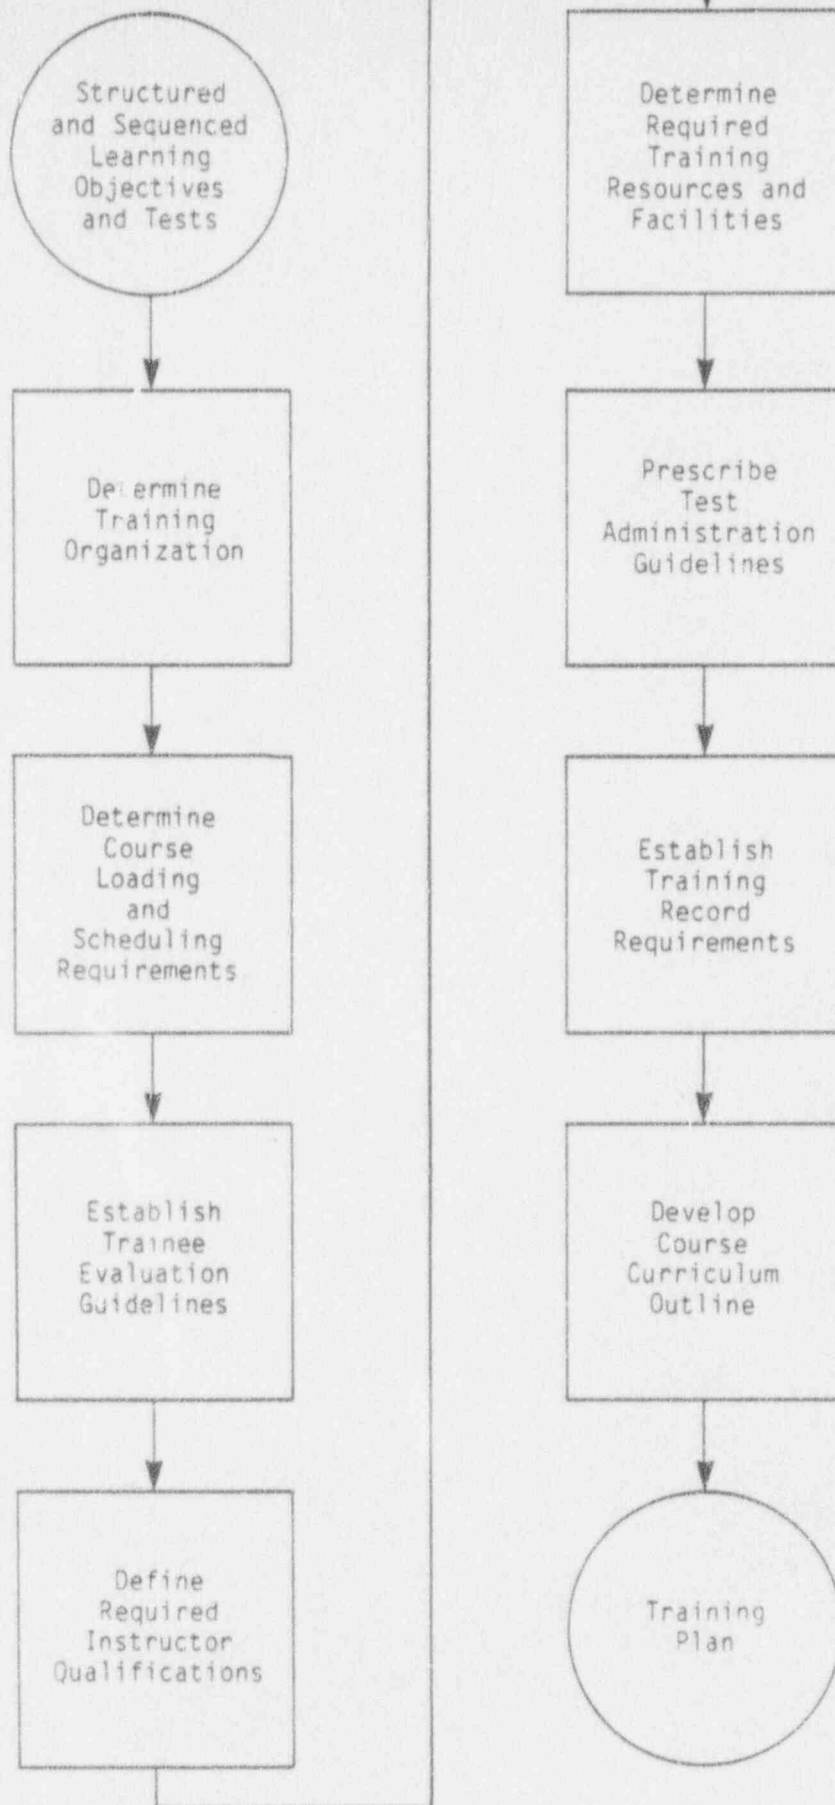 Structured
and Sequenced
Learning
Objectives
and Tests
Determine
Training
Organization
Determine
Course
Loading
and
Scheduling
Requirements
Establish
Trainee
Evaluation
Guidelines
Define
Required
Instructor
Qualifications
Determine
Required
Training
Resources and
Facilities
Prescribe
Test
Administration
Guidelines
Establish
Training
Record
Requirements
Develop
Course
Curriculum
Outline
Training
Plan